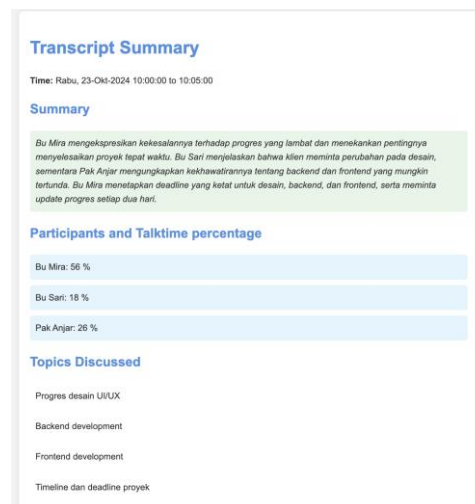 Transcript Summary
Time: Rabu, 23-Okt-2024 10:00:00 to 10:05:00
Summary
Bu Mira mengekspresikan kekesalannya terhadap progres yang lambat dan menekankan pentingnya
menyelesaikan proyek tepat waktu. Bu Sari menjelaskan bahwa klien meminta perubahan pada desain,
sementara Pak Anjar mengungkapkan kekhawatirannya tentang backend dan frontend yang mungkin
tertunda. Bu Mira menetapkan deadline yang ketat untuk desain, backend, dan frontend, serta meminta
update progres setiap dua hari.
Participants and Talktime percentage
Bu Mira: 56 %
Bu Sari: 18 %
Pak Anjar: 26 %
Topics Discussed
Progres desain UI/UX
Backend development
Frontend development
Timeline dan deadline proyek